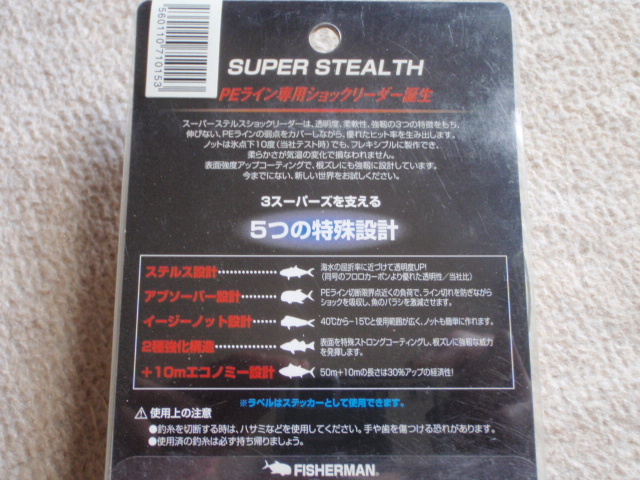 560110710153
SUPER STEALTH
PEライン専用ショックリーダー誕生
スーパーステルスショックリーダーは、透明度、柔軟性、強靱の3つの特徴をもち、
伸びない、PEラインの弱点をカバーしながら、優れたヒット率を生み出します。
ノットは氷点下10度(当社テスト時)でも、フレキシブルに製作でき、
柔らかさが気温の変化で損なわれません。
表面強度アップコーティングで、根ズレにも強靱に設計しています。
今までにない、新しい世界をお試しください。
3スーパーズを支える
5つの特殊設計
ステルス設計
海水の屈折率に近づけて透明度UP!
(同号のフロロカーボンより優れた透明性/当社比)
アブソーバー設計
PEライン切断限界点近くの負荷で、ライン切れを防ぎながら
ショックを吸収し、魚のバラシを激減させます。
イージーノット設計
40℃から−15℃と使用範囲が広く、ノットも簡単に作れます。
2種強化構造
表面を特殊ストロングコーティングし、根ズレに強靱な威力
を発揮します。
+10mエコノミー設計
50m+10mの長さは30%アップの経済性!
※ラベルはステッカーとして使用できます。
⚠使用上の注意
●釣糸を切断する時は、ハサミなどを使用してください。手や歯を傷つける恐れがあります。
●使用済の釣糸は必ず持ち帰りましょう。
FISHERMAN